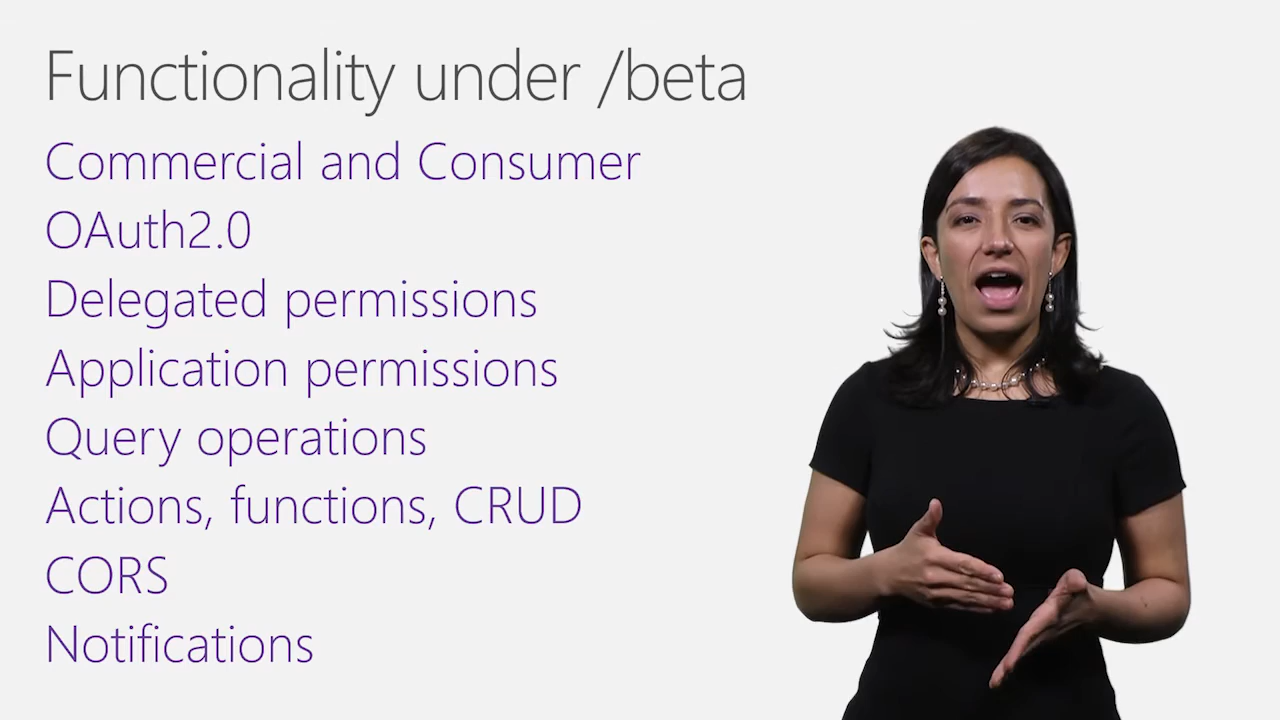 Functionality under /beta
Commercial and Consumer
OAuth2.0
Delegated permissions
Application permissions
Query operations
Actions, functions, CRUD
CORS
Notifications